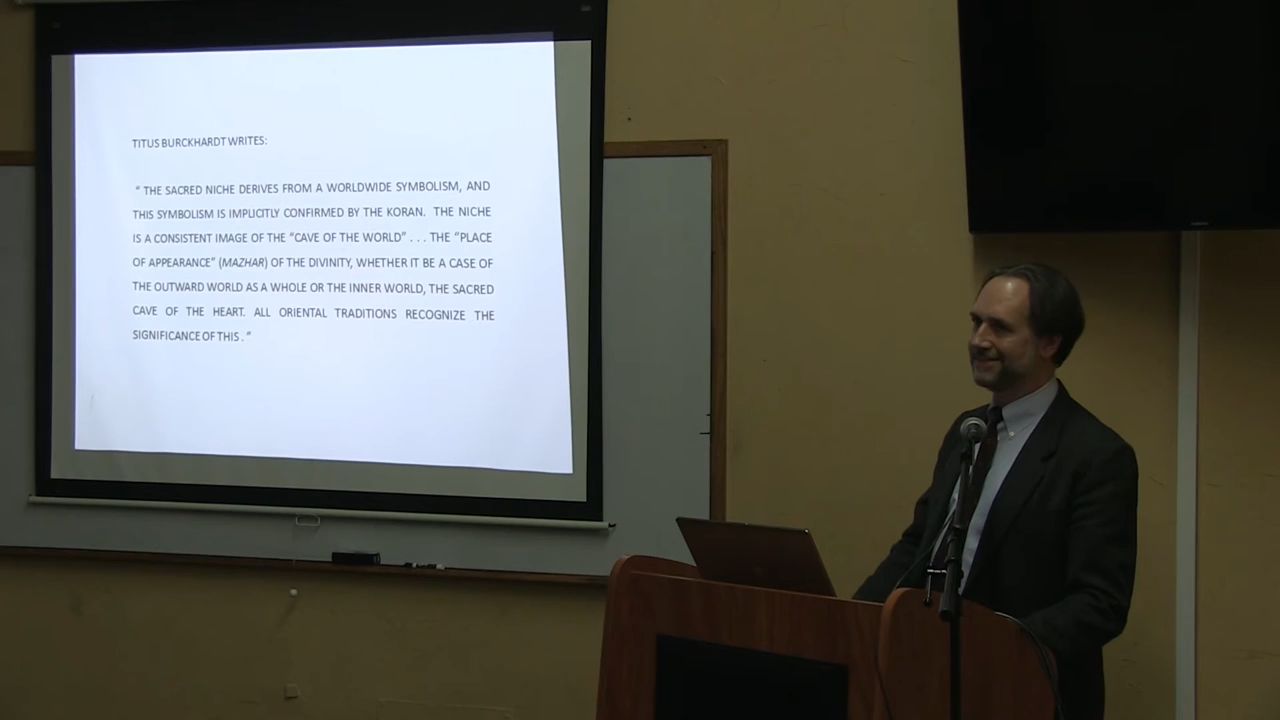 TITUS BURCKHARDT WRITES:
“ THE SACRED NICHE DERIVES FROM A WORLDWIDE SYMBOLISM, AND
THIS SYMBOLISM IS IMPLICITLY CONFIRMED BY THE KORAN. THE NICHE
IS A CONSISTENT IMAGE OF THE “CAVE OF THE WORLD” . . . THE “PLACE
OF APPEARANCE” (MAZHAR) OF THE DIVINITY, WHETHER IT BE A CASE OF
THE OUTWARD WORLD AS A WHOLE OR THE INNER WORLD, THE SACRED
CAVE OF THE HEART. ALL ORIENTAL TRADITIONS RECOGNIZE THE
SIGNIFICANCE OF THIS . ”